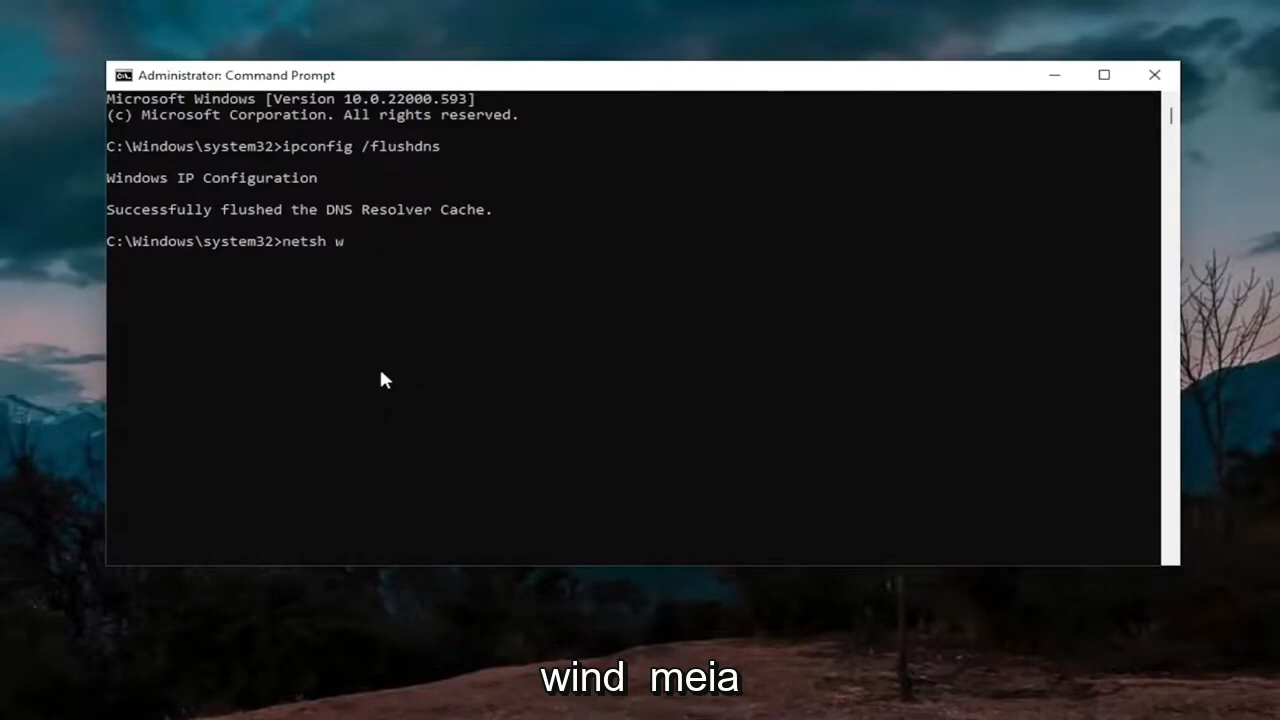 Administrator: Command Prompt
Microsoft Windows [Version 10.0.22000.593]
(c) Microsoft Corporation. All rights reserved.
C:\Windows\system32>ipconfig /flushdns
Windows IP Configuration
Successfully flushed the DNS Resolver Cache.
C:\Windows\system32>netsh w
wind meia